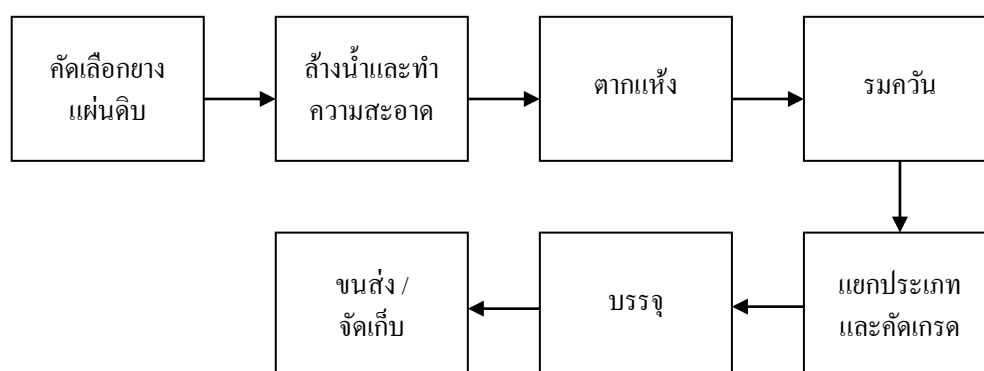 คัดเลือกยาง
แผ่นดิบ
ล้างน้ำและทำ
ความสะอาด
ตากแห้ง
รมควัน
แยกประเภท
และคัดเกรด
บรรจุ
ขนส่ง /
จัดเก็บ